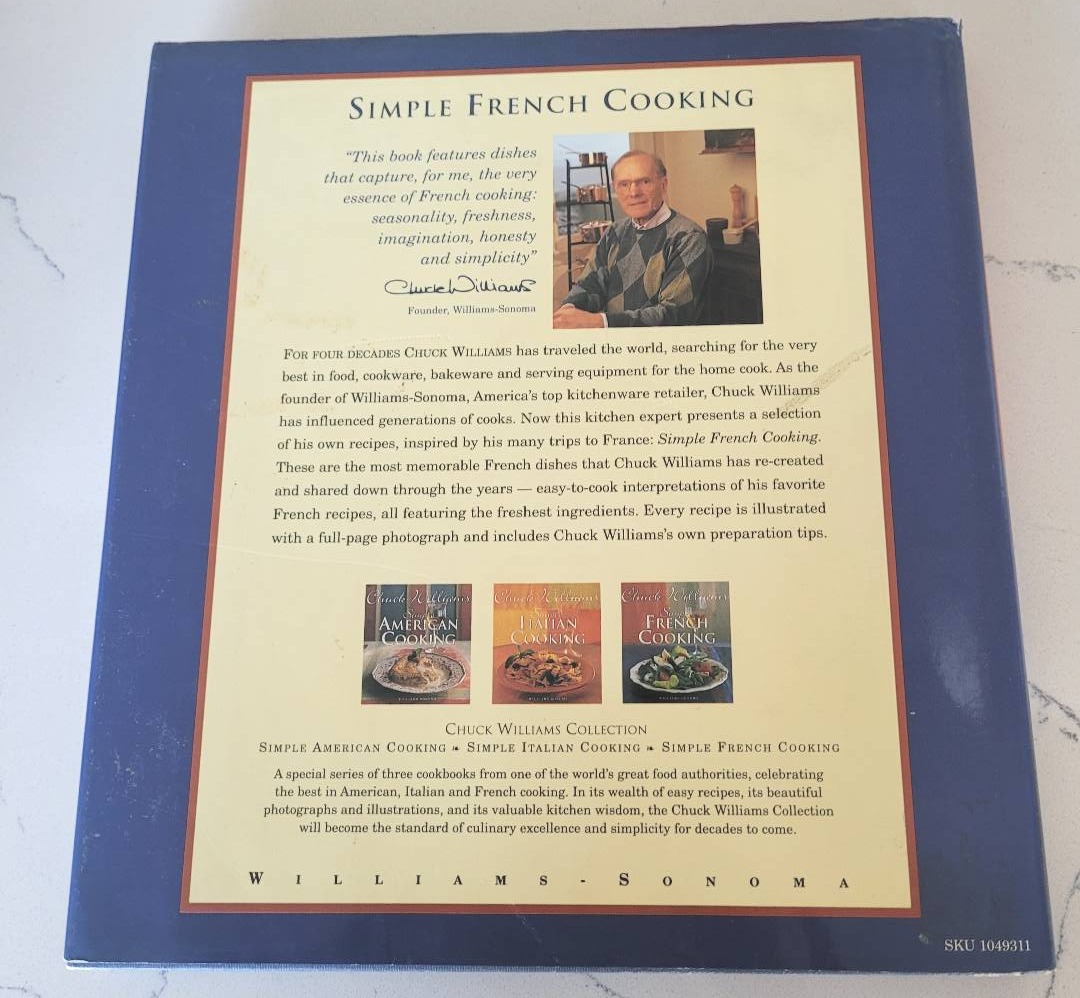 SIMPLE FRENCH COOKING
“This book features dishes
that capture, for me, the very
essence of French cooking:
seasonality, freshness,
imagination, honesty
and simplicity”
Chuck Williams
Founder, Williams-Sonoma
FOR FOUR DECADES CHUCK WILLIAMS has traveled the world, searching for the very
best in food, cookware, bakeware and serving equipment for the home cook. As the
founder of Williams-Sonoma, America's top kitchenware retailer, Chuck Williams
has influenced generations of cooks. Now this kitchen expert presents a selection
of his own recipes, inspired by his many trips to France: Simple French Cooking.
These are the most memorable French dishes that Chuck Williams has re-created
and shared down through the years — easy-to-cook interpretations of his favorite
French recipes, all featuring the freshest ingredients. Every recipe is illustrated
with a full-page photograph and includes Chuck Williams's own preparation tips.
Chuck Williams
Simple
AMERICAN
COOKING
WILLIAMS-SONOMA
Chuck Williams
Simple
ITALIAN
COOKING
WILLIAMS-SONOMA
Chuck Williams
Simple
FRENCH
COOKING
WILLIAMS-SONOMA
CHUCK WILLIAMS COLLECTION
SIMPLE AMERICAN COOKING ❧ SIMPLE ITALIAN COOKING ❧ SIMPLE FRENCH COOKING
A special series of three cookbooks from one of the world's great food authorities, celebrating
the best in American, Italian and French cooking. In its wealth of easy recipes, its beautiful
photographs and illustrations, and its valuable kitchen wisdom, the Chuck Williams Collection
will become the standard of culinary excellence and simplicity for decades to come.
WILLIAMS-SONOMA
SKU 1049311